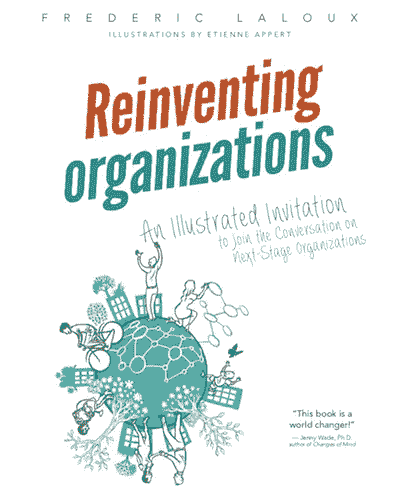 FREDERIC LALOUX
ILLUSTRATIONS BY ETIENNE APPERT
Reinventing
organizations
An Illustrated Invitation
to Join the Conversation on
Next-Stage Organizations
"This book is a
world changer!"
— Jenny Wade, Ph.D.
author of Changes of Mind